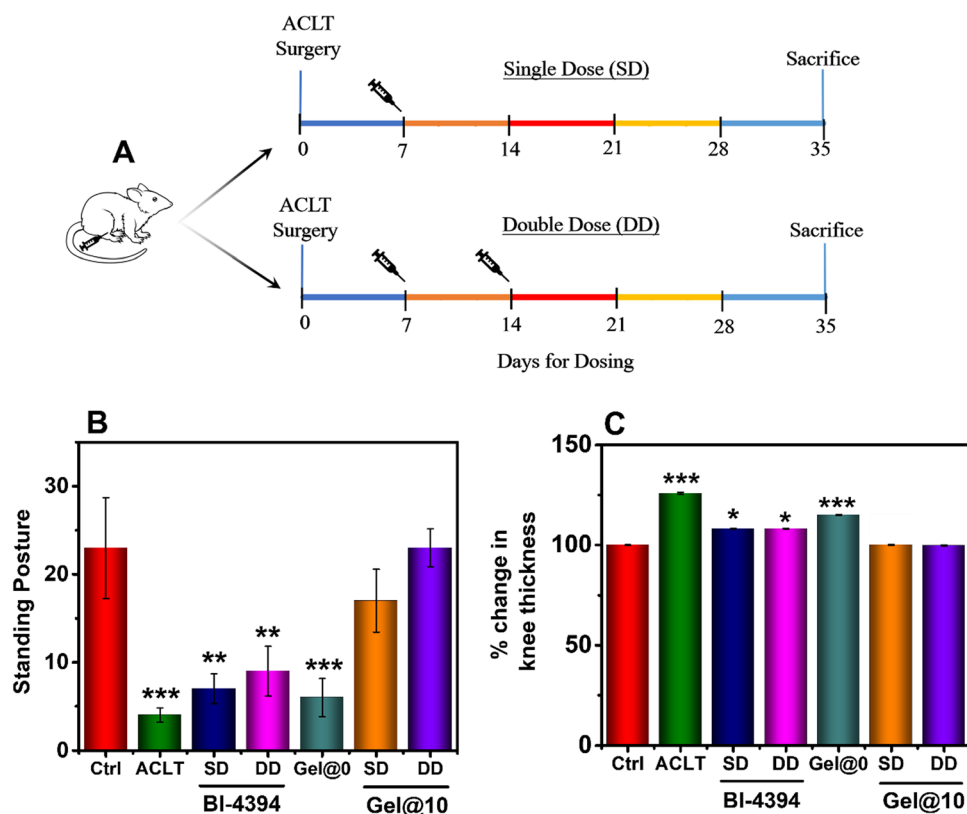 ACLT
Surgery
Single Dose (SD)
Sacrifice
0 7 14 21 28 35
A
ACLT
Surgery
Double Dose (DD)
Sacrifice
0 7 14 21 28 35
Days for Dosing
B
Standing Posture
30
20
10
0
***
**
**
***
Ctrl ACLT SD DD Gel@0 SD DD
BI-4394 Gel@10
C
% change in
knee thickness
150
100
50
0
***
*
*
***
Ctrl ACLT SD DD Gel@0 SD DD
BI-4394 Gel@10